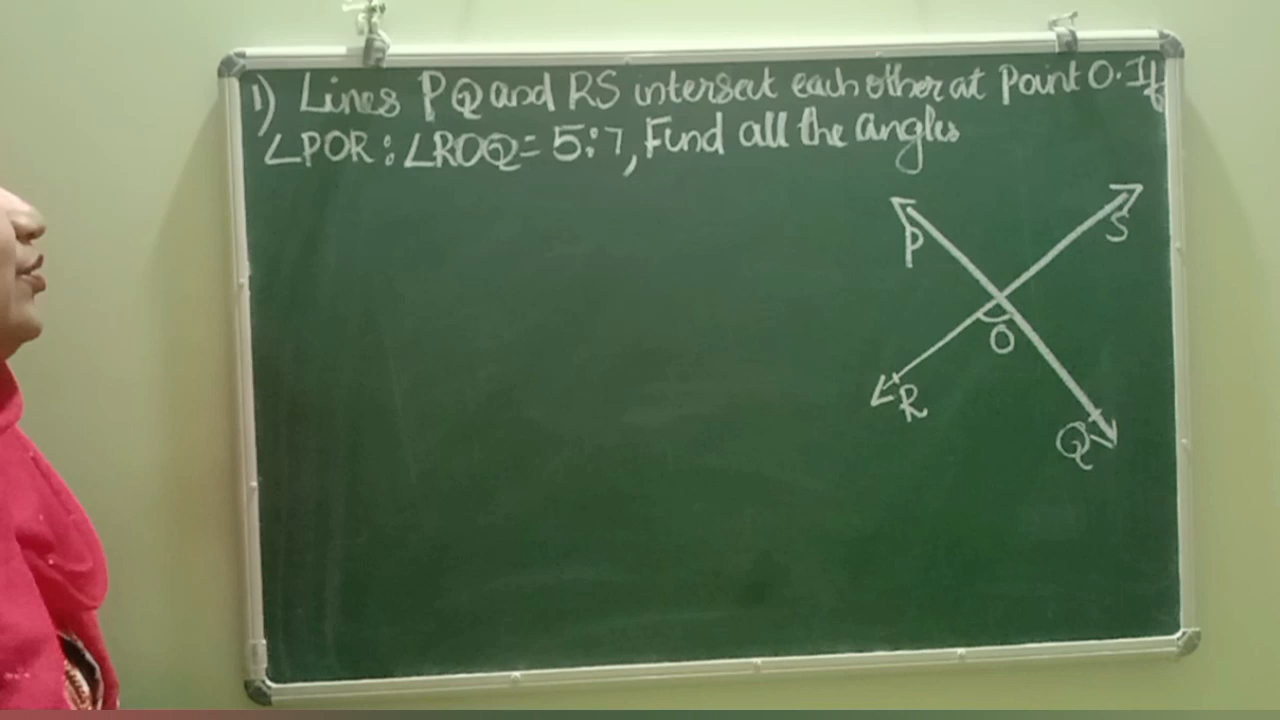 1) Lines PQ and RS intersect each other at Point O. If
∠POR : ∠ROQ = 5:7, Find all the angles
P
S
O
R
Q